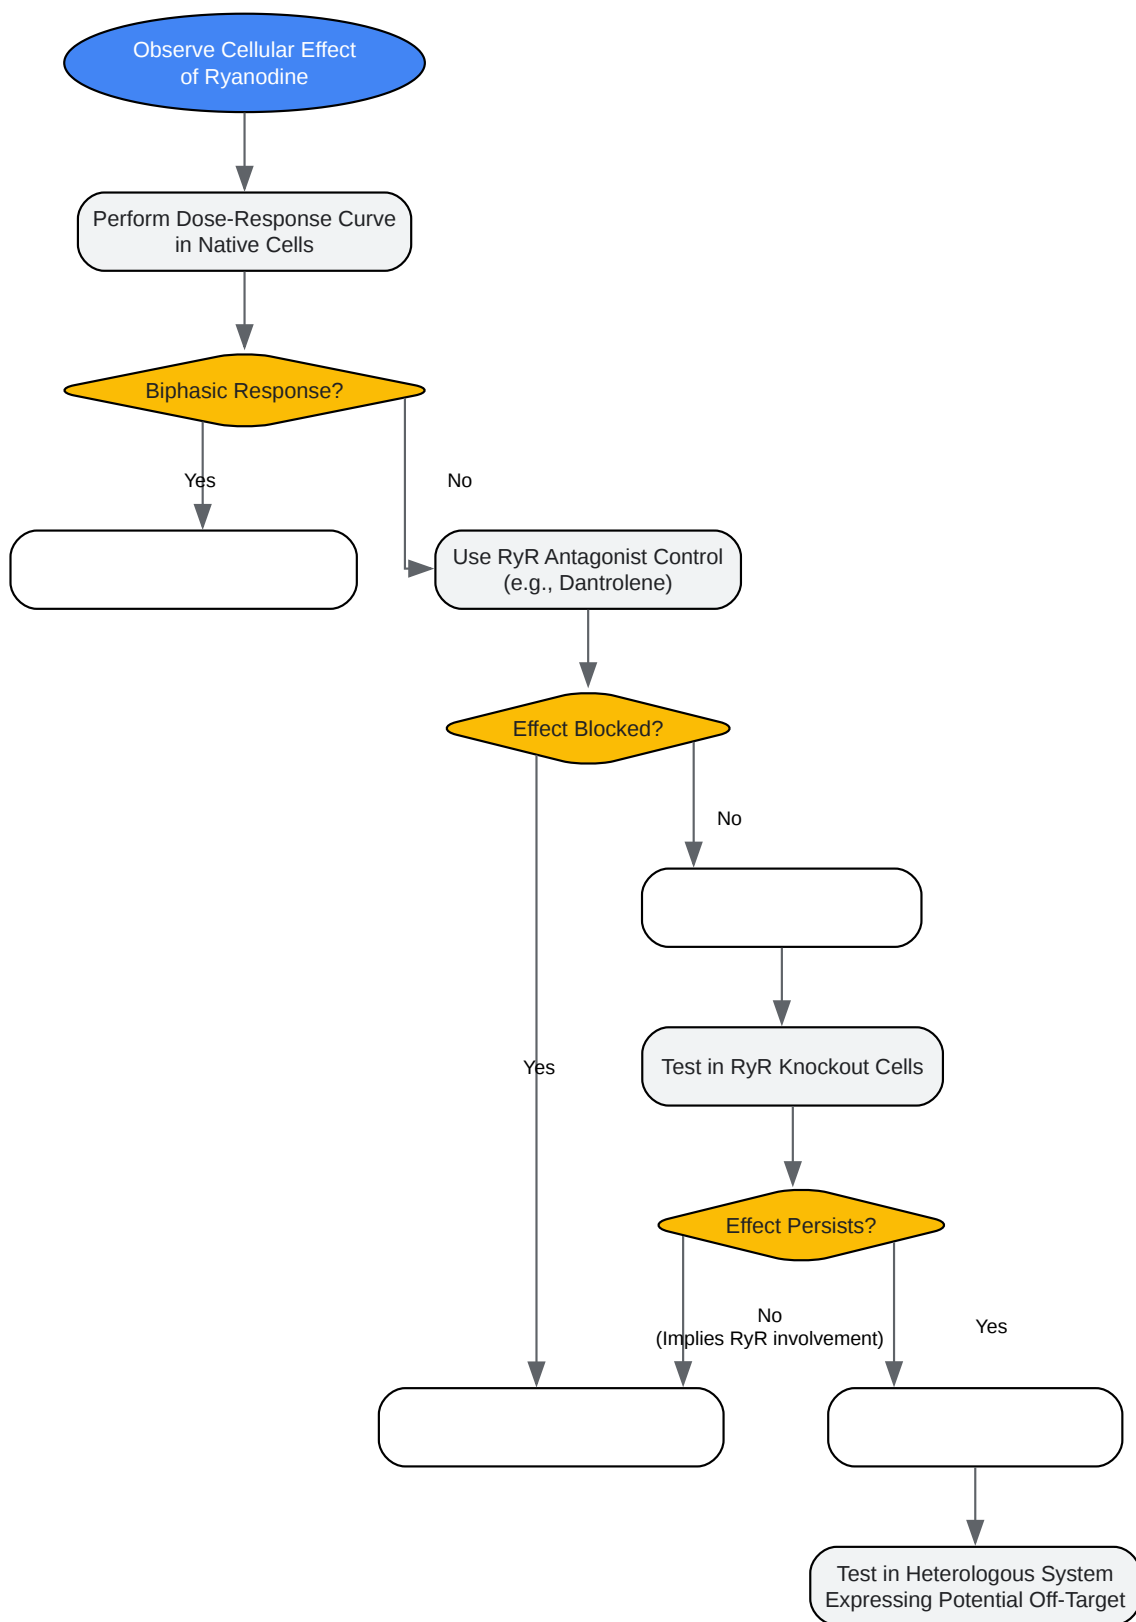 Observe Cellular Effect
of Ryanodine
Perform Dose-Response Curve
in Native Cells
Biphasic Response?
Yes
No
Use RyR Antagonist Control
(e.g., Dantrolene)
Effect Blocked?
No
Yes
Test in RyR Knockout Cells
Effect Persists?
No
(Implies RyR involvement)
Yes
Test in Heterologous System
Expressing Potential Off-Target